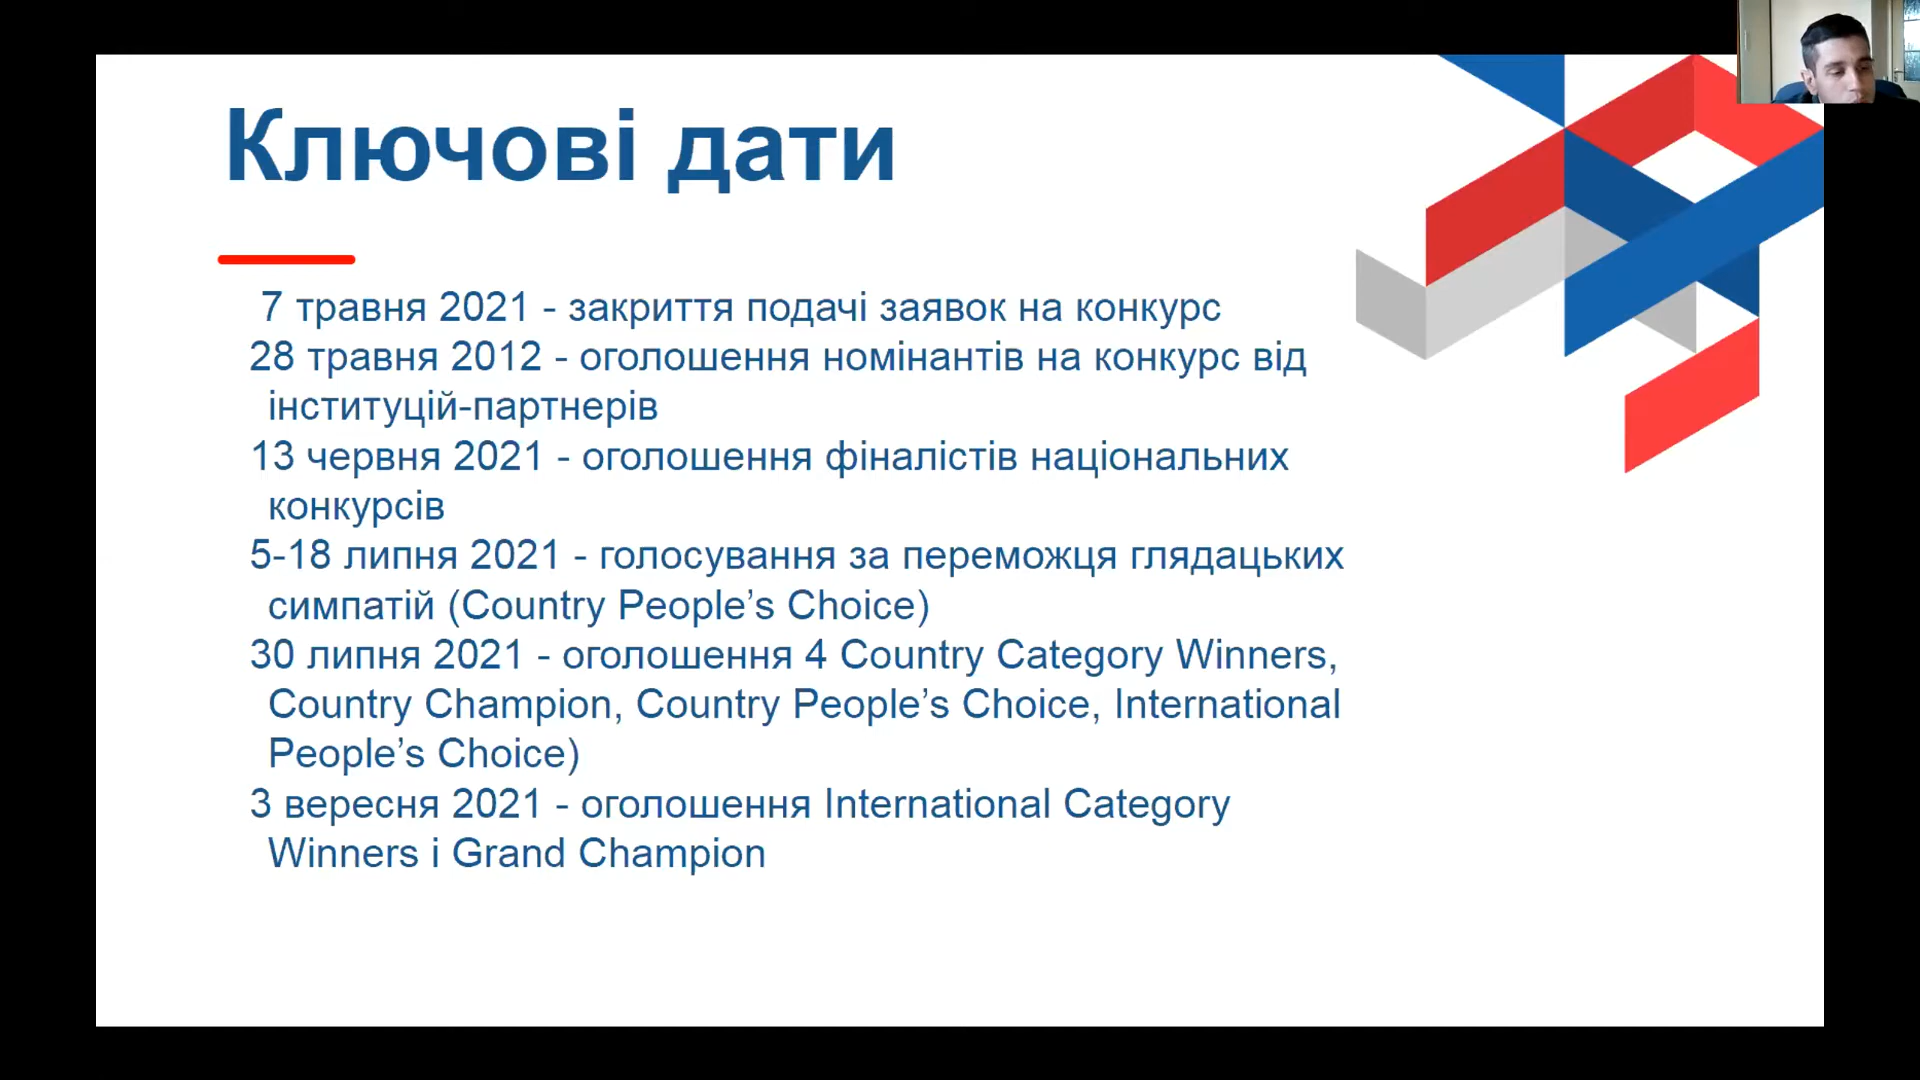 Ключові дати
7 травня 2021 - закриття подачі заявок на конкурс
28 травня 2012 - оголошення номінантів на конкурс від
інституцій-партнерів
13 червня 2021 - оголошення фіналістів національних
конкурсів
5-18 липня 2021 - голосування за переможця глядацьких
симпатій (Country People’s Choice)
30 липня 2021 - оголошення 4 Country Category Winners,
Country Champion, Country People’s Choice, International
People’s Choice)
3 вересня 2021 - оголошення International Category
Winners і Grand Champion